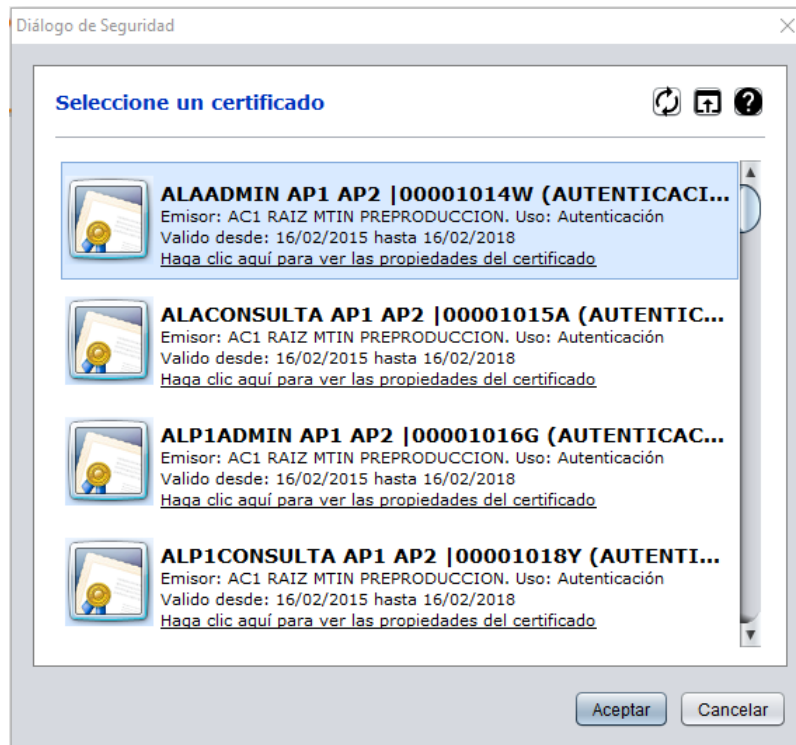 Diálogo de Seguridad
Seleccione un certificado
ALAADMIN AP1 AP2 |00001014W (AUTENTICACI...
Emisor: AC1 RAIZ MTIN PREPRODUCCION. Uso: Autenticación
Valido desde: 16/02/2015 hasta 16/02/2018
Haga clic aquí para ver las propiedades del certificado
ALACONSULTA AP1 AP2 |00001015A (AUTENTIC...
Emisor: AC1 RAIZ MTIN PREPRODUCCION. Uso: Autenticación
Valido desde: 16/02/2015 hasta 16/02/2018
Haga clic aquí para ver las propiedades del certificado
ALP1ADMIN AP1 AP2 |00001016G (AUTENTICAC...
Emisor: AC1 RAIZ MTIN PREPRODUCCION. Uso: Autenticación
Valido desde: 16/02/2015 hasta 16/02/2018
Haga clic aquí para ver las propiedades del certificado
ALP1CONSULTA AP1 AP2 |00001018Y (AUTENTI...
Emisor: AC1 RAIZ MTIN PREPRODUCCION. Uso: Autenticación
Valido desde: 16/02/2015 hasta 16/02/2018
Haga clic aquí para ver las propiedades del certificado
Aceptar Cancelar